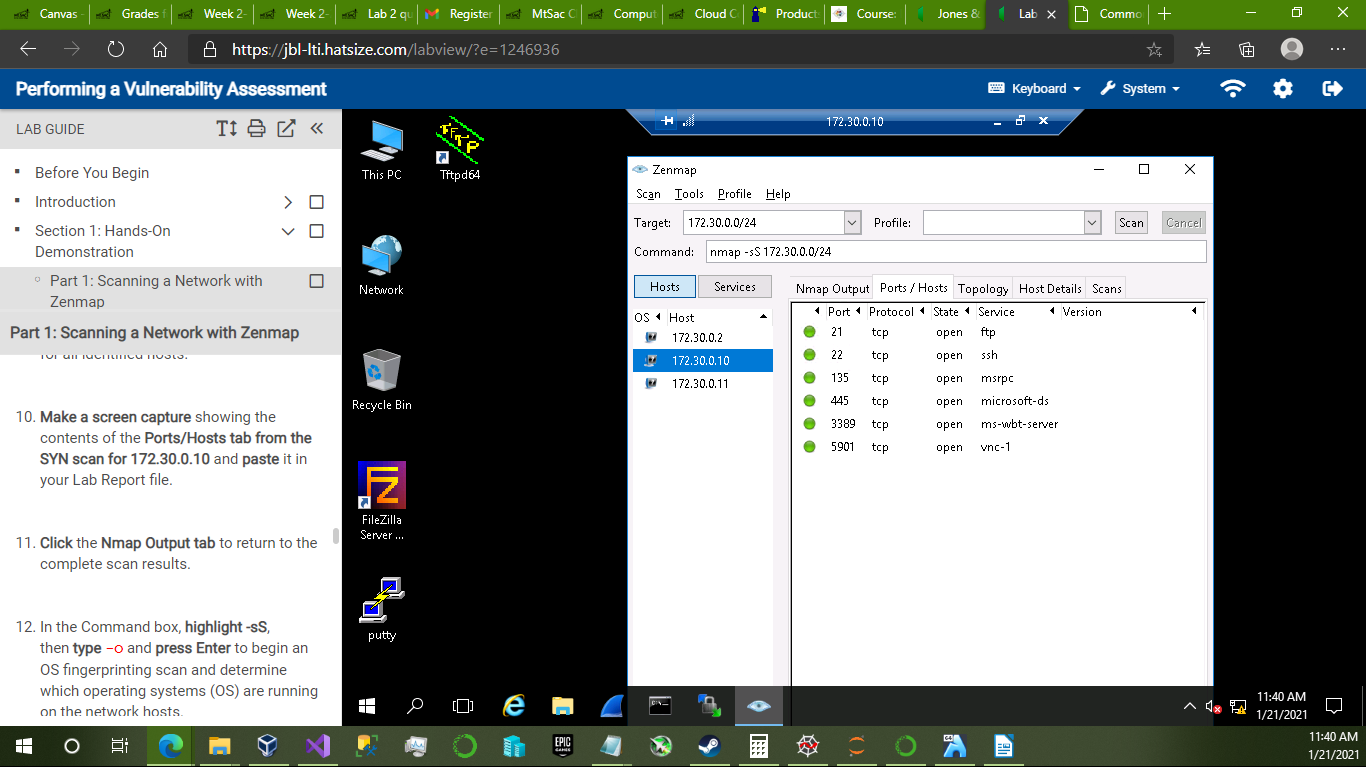 Canvas -
Grades f
Week 2-
Week 2-
Lab 2 qu
Register
MtSac C
Comput
Cloud C
Products
Course:
Jones &
Lab
Commo
https://jbl-lti.hatsize.com/labview/?e=1246936
Performing a Vulnerability Assessment
Keyboard
System
LAB GUIDE
Before You Begin
Introduction
Section 1: Hands-On
Demonstration
Part 1: Scanning a Network with
Zenmap
Part 1: Scanning a Network with Zenmap
for all identified hosts.
10. Make a screen capture showing the
contents of the Ports/Hosts tab from the
SYN scan for 172.30.0.10 and paste it in
your Lab Report file.
11. Click the Nmap Output tab to return to the
complete scan results.
12. In the Command box, highlight -sS,
then type -o and press Enter to begin an
OS fingerprinting scan and determine
which operating systems (OS) are running
on the network hosts.
This PC
Tftpd64
Network
Recycle Bin
FileZilla
Server ...
putty
172.30.0.10
Zenmap
Scan Tools Profile Help
Target: 172.30.0.0/24 Profile: Scan Cancel
Command: nmap -sS 172.30.0.0/24
Hosts Services
OS Host
172.30.0.2
172.30.0.10
172.30.0.11
Nmap Output Ports / Hosts Topology Host Details Scans
Port Protocol State Service Version
21 tcp open ftp
22 tcp open ssh
135 tcp open msrpc
445 tcp open microsoft-ds
3389 tcp open ms-wbt-server
5901 tcp open vnc-1
11:40 AM
1/21/2021
EPIC
GAMES
64
11:40 AM
1/21/2021